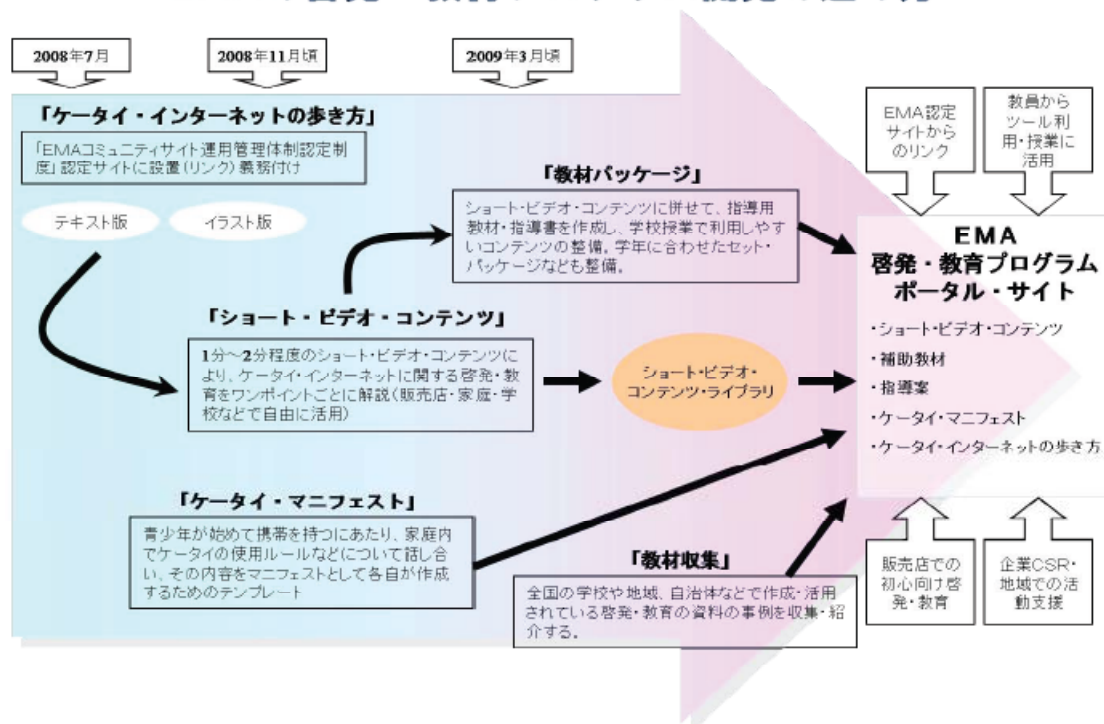 2008年7月
2008年11月頃
2009年3月頃
「ケータイ・インターネットの歩き方」
「EMAコミュニティサイト運用管理体制認定制
度」認定サイトに設置(リンク)義務付け
テキスト版
イラスト版
「教材パッケージ」
ショート・ビデオ・コンテンツに併せて、指導用
教材・指導書を作成し、学校授業で利用しやす
いコンテンツの整備。学年に合わせたセット・
パッケージなども整備。
「ショート・ビデオ・コンテンツ」
1分～2分程度のショート・ビデオ・コンテンツに
より、ケータイ・インターネットに関する啓発・教
育をワンポイントごとに解説(販売店・家庭・学
校などで自由に活用)
ショート・ビデオ・
コンテンツ・ライブラリ
「ケータイ・マニフェスト」
青少年が始めて携帯を持つにあたり、家庭内
でケータイの使用ルールなどについて話し合
い、その内容をマニフェストとして各自が作成
するためのテンプレート
「教材収集」
全国の学校や地域、自治体などで作成・活用
されている啓発・教育の資料の事例を収集・紹
介する。
EMA認定
サイトから
のリンク
教員から
ツール利
用・授業に
活用
EMA
啓発・教育プログラム
ポータル・サイト
・ショート・ビデオ・コンテンツ
・補助教材
・指導案
・ケータイ・マニフェスト
・ケータイ・インターネットの歩き方
販売店での
初心向け啓
発・教育
企業CSR・
地域での活
動支援